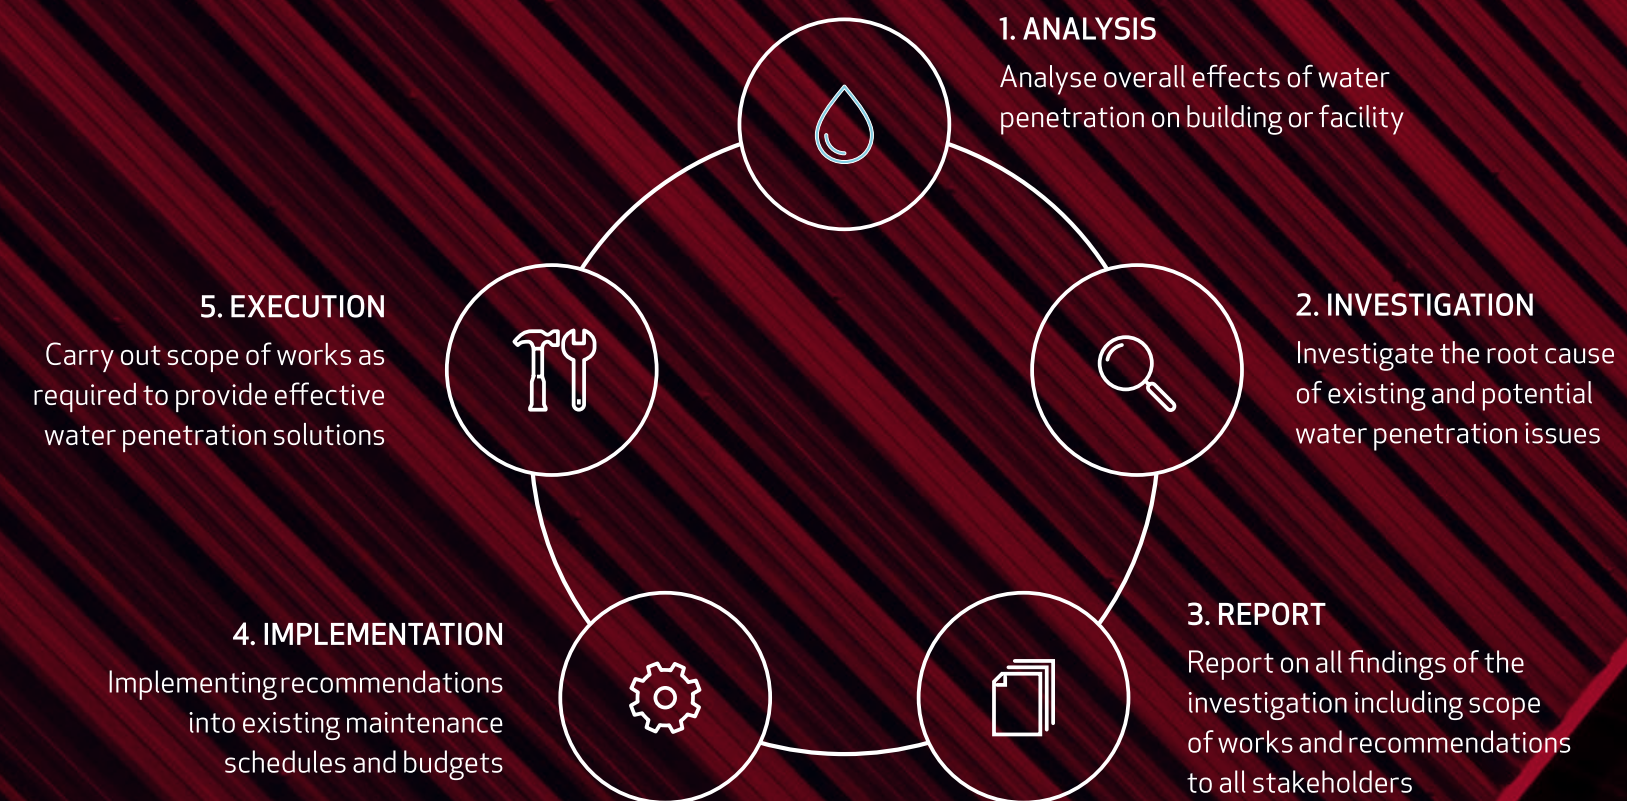 1. ANALYSIS
Analyse overall effects of water
penetration on building or facility
2. INVESTIGATION
Investigate the root cause
of existing and potential
water penetration issues
3. REPORT
Report on all findings of the
investigation including scope
of works and recommendations
to all stakeholders
4. IMPLEMENTATION
Implementing recommendations
into existing maintenance
schedules and budgets
5. EXECUTION
Carry out scope of works as
required to provide effective
water penetration solutions